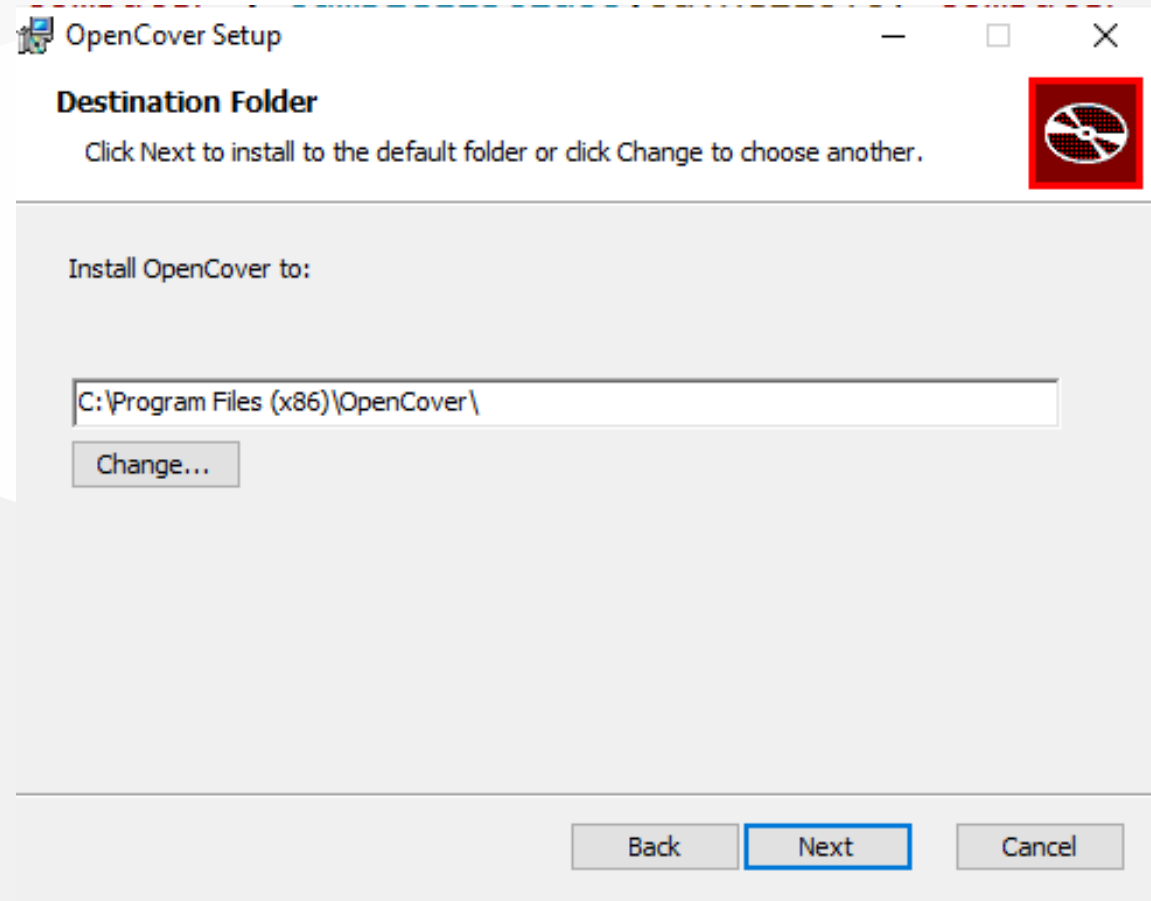 OpenCover Setup
Destination Folder
Click Next to install to the default folder or click Change to choose another.
Install OpenCover to:
C:\Program Files (x86)\OpenCover\
Change...
Back Next Cancel